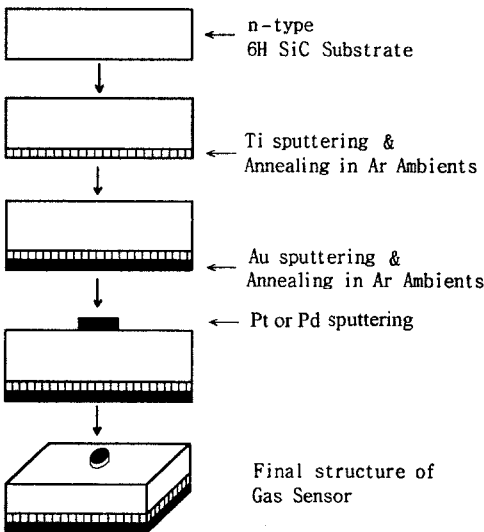 n-type
6H SiC Substrate
Ti sputtering &
Annealing in Ar Ambients
Au sputtering &
Annealing in Ar Ambients
Pt or Pd sputtering
Final structure of
Gas Sensor